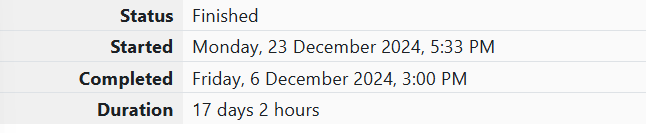 Status Finished
Started Monday, 23 December 2024, 5:33 PM
Completed Friday, 6 December 2024, 3:00 PM
Duration 17 days 2 hours